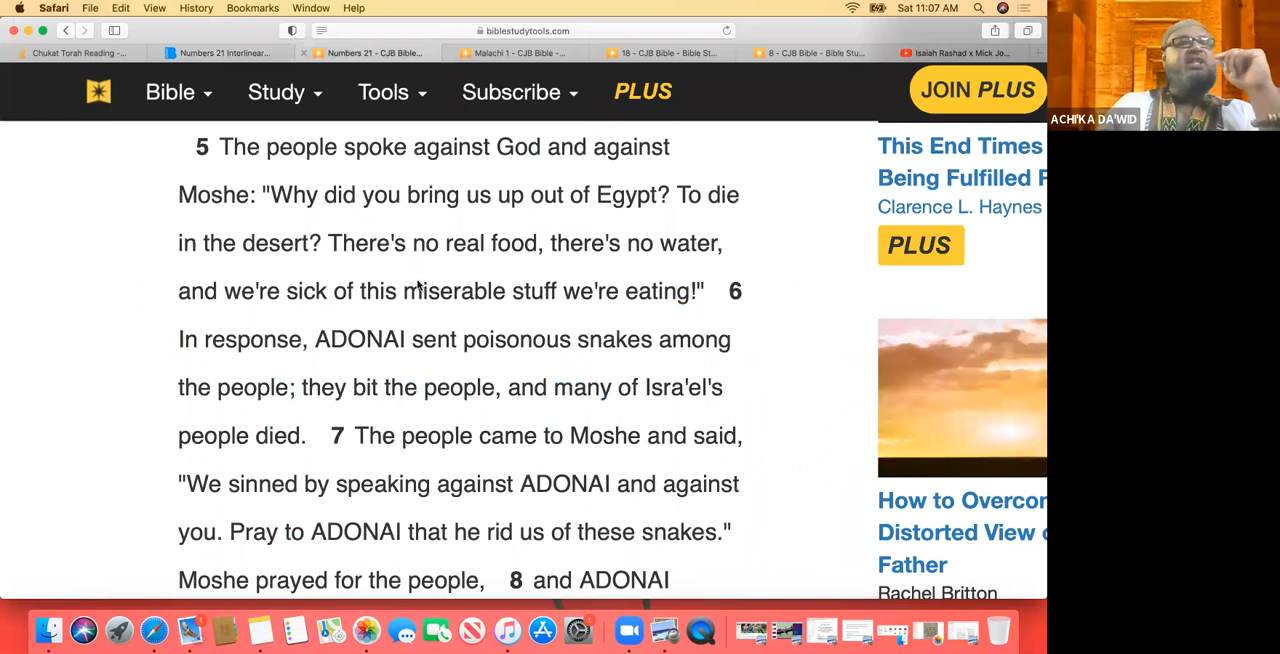 Safari File Edit View History Bookmarks Window Help Sat 11:07 AM
biblestudytools.com
Chukat Torah Reading -... Numbers 21 Interlinear... Numbers 21 - CJB Bible... Malachi 1 - CJB Bible -... 18 - CJB Bible - Bible St... 8 - CJB Bible - Bible Stu... Isaiah Rashad x Mick Je...
Bible Study Tools Subscribe PLUS JOIN PLUS
ACHI'KA DA'WID
5 The people spoke against God and against
Moshe: "Why did you bring us up out of Egypt? To die
in the desert? There's no real food, there's no water,
and we're sick of this miserable stuff we're eating!" 6
In response, ADONAI sent poisonous snakes among
the people; they bit the people, and many of Isra'el's
people died. 7 The people came to Moshe and said,
"We sinned by speaking against ADONAI and against
you. Pray to ADONAI that he rid us of these snakes."
Moshe prayed for the people, 8 and ADONAI
This End Times
Being Fulfilled
Clarence L. Haynes
PLUS
How to Overcom
Distorted View
Father
Rachel Britton